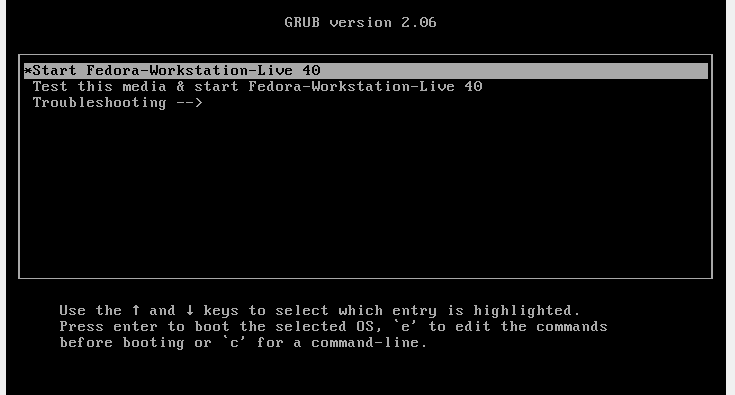 GRUB version 2.06
*Start Fedora-Workstation-Live 40
Test this media & start Fedora-Workstation-Live 40
Troubleshooting -->
Use the ↑ and ↓ keys to select which entry is highlighted.
Press enter to boot the selected OS, `e' to edit the commands
before booting or `c' for a command-line.